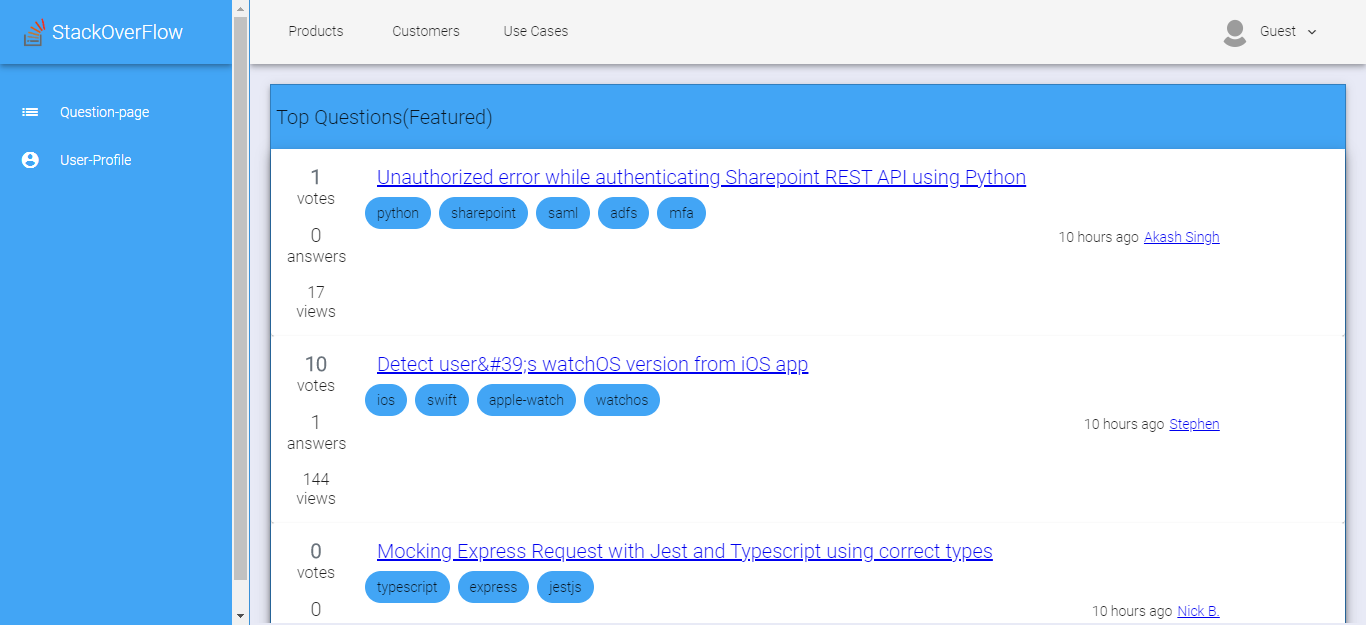 StackOverFlow
Products Customers Use Cases
Guest
Question-page
User-Profile
Top Questions(Featured)
1
votes
0
answers
17
views
Unauthorized error while authenticating Sharepoint REST API using Python
python sharepoint saml adfs mfa
10 hours ago Akash Singh
10
votes
1
answers
144
views
Detect user&#39;s watchOS version from iOS app
ios swift apple-watch watchos
10 hours ago Stephen
0
votes
0
Mocking Express Request with Jest and Typescript using correct types
typescript express jestjs
10 hours ago Nick B.